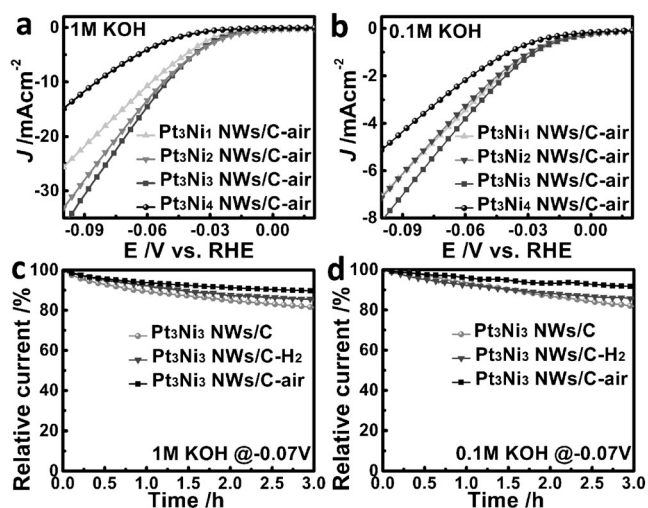 a 1M KOH
J /mAcm-2
0
-10
-20
-30
Pt3Ni1 NWs/C-air
Pt3Ni2 NWs/C-air
Pt3Ni3 NWs/C-air
Pt3Ni4 NWs/C-air
-0.09 -0.06 -0.03 0.00
E /V vs. RHE
b 0.1M KOH
J /mAcm-2
0
-2
-4
-6
-8
Pt3Ni1 NWs/C-air
Pt3Ni2 NWs/C-air
Pt3Ni3 NWs/C-air
Pt3Ni4 NWs/C-air
-0.09 -0.06 -0.03 0.00
E /V vs. RHE
c
Relative current /%
100
80
60
40
20
0
Pt3Ni3 NWs/C
Pt3Ni3 NWs/C-H2
Pt3Ni3 NWs/C-air
1M KOH @-0.07V
0.0 0.5 1.0 1.5 2.0 2.5 3.0
Time /h
d
Relative current /%
100
80
60
40
20
0
Pt3Ni3 NWs/C
Pt3Ni3 NWs/C-H2
Pt3Ni3 NWs/C-air
0.1M KOH @-0.07V
0.0 0.5 1.0 1.5 2.0 2.5 3.0
Time /h